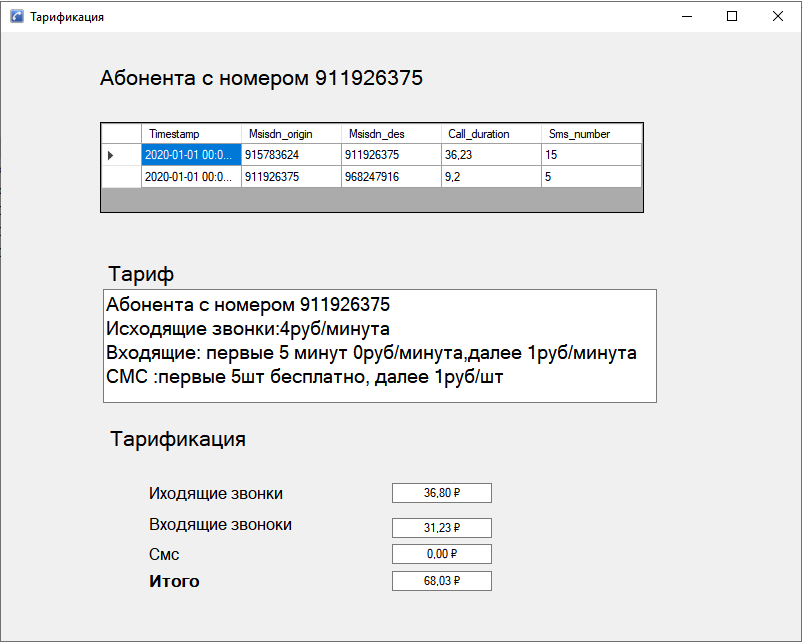 Тарификация
Абонента с номером 911926375
Timestamp Msisdn_origin Msisdn_des Call_duration Sms_number
2020-01-01 00:0... 915783624 911926375 36,23 15
2020-01-01 00:0... 911926375 968247916 9,2 5
Тариф
Абонента с номером 911926375
Исходящие звонки:4руб/минута
Входящие: первые 5 минут 0руб/минута,далее 1руб/минута
СМС :первые 5шт бесплатно, далее 1руб/шт
Тарификация
Иходящие звонки 36,80 ₽
Входящие звоноки 31,23 ₽
Смс 0,00 ₽
Итого 68,03 ₽